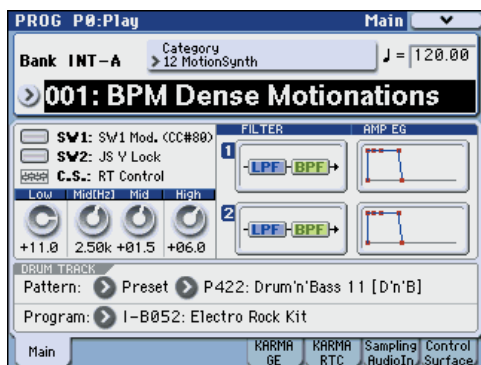 PROG P0:Play Main
Category
Bank INT-A 12 MotionSynth ♩= 120.00
001: BPM Dense Motionations
SW1: SW1 Mod. (CC#80)
SW2: JS Y Lock
C.S.: RT Control
Low Mid[Hz] Mid High
+11.0 2.50k +01.5 +06.0
FILTER AMP EG
1 LPF BPF
2 LPF BPF
DRUM TRACK
Pattern: Preset P422: Drum'n'Bass 11 [D'n'B]
Program: I-B052: Electro Rock Kit
Main KARMA GE KARMA RTC Sampling AudioIn Control Surface